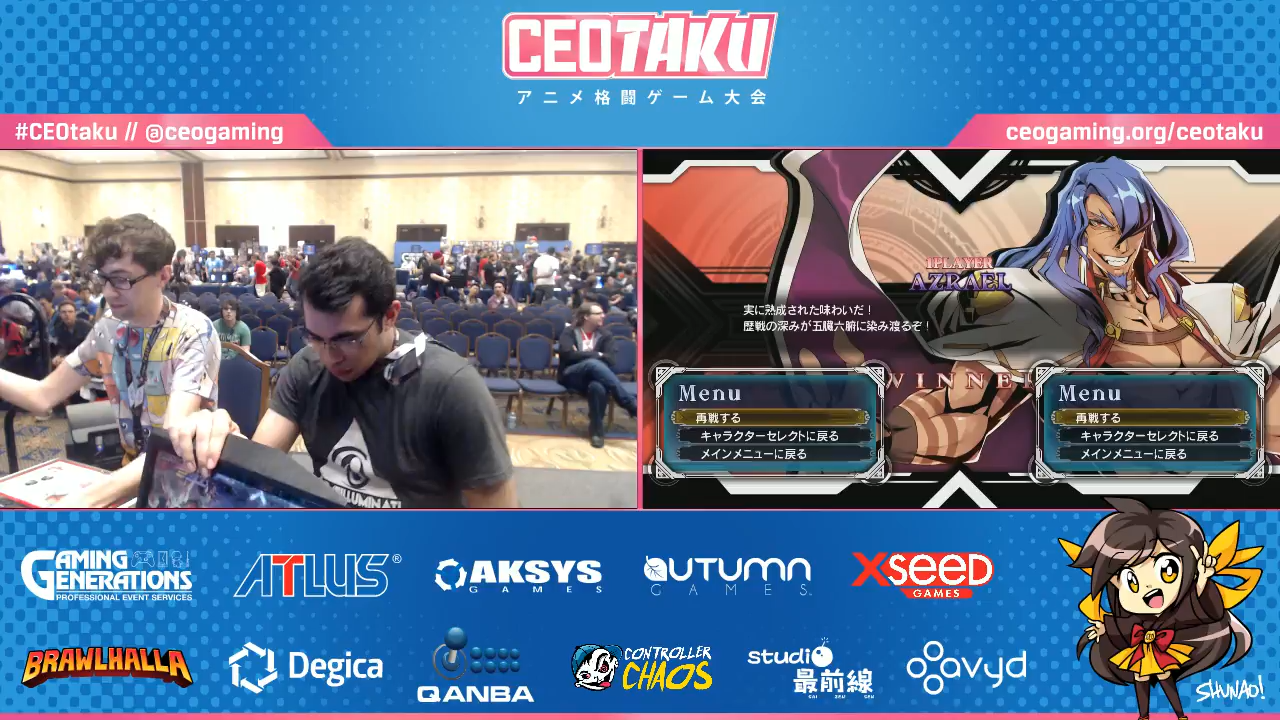 CEOTAKU
アニメ格闘ゲーム大会
#CEOtaku // @ceogaming
ceogaming.org/ceotaku
1PLAYER
AZRAEL
実に熟成された味わいだ！
歴戦の深みが五臓六腑に染み渡るぞ！
WINNER
Menu
再戦する
キャラクターセレクトに戻る
メインメニューに戻る
Menu
再戦する
キャラクターセレクトに戻る
メインメニューに戻る
ILLUMINATI
GAMING
GENERATIONS
PROFESSIONAL EVENT SERVICES
ATLUS®
AKSYS
GAMES
AUTUMN
GAMES.
XSEED
GAMES
BRAWLHALLA
Degica
QANBA
CONTROLLER
CHAOS
studio
最前線
SAI ZEN SEN
avyd
SHUNAO!